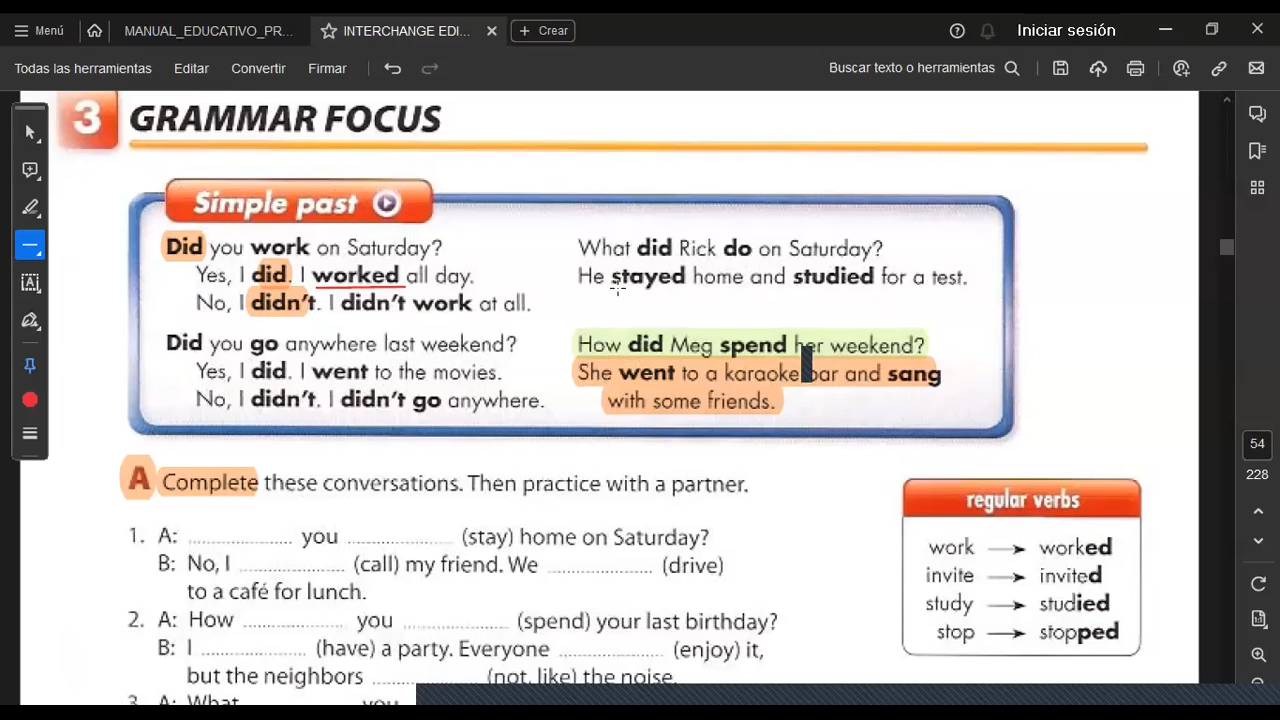 Menú
MANUAL_EDUCATIVO_PR...
INTERCHANGE EDI...
Crear
Iniciar sesión
Todas las herramientas
Editar
Convertir
Firmar
Buscar texto o herramientas
3 GRAMMAR FOCUS
Simple past
Did you work on Saturday?
Yes, I did. I worked all day.
No, I didn't. I didn't work at all.
Did you go anywhere last weekend?
Yes, I did. I went to the movies.
No, I didn't. I didn't go anywhere.
What did Rick do on Saturday?
He stayed home and studied for a test.
How did Meg spend her weekend?
She went to a karaoke bar and sang
with some friends.
A Complete these conversations. Then practice with a partner.
1. A: .................... you .................... (stay) home on Saturday?
B: No, I .................... (call) my friend. We .................... (drive)
to a café for lunch.
2. A: How .................... you .................... (spend) your last birthday?
B: I .................... (have) a party. Everyone .................... (enjoy) it,
but the neighbors .................... (not, like) the noise.
3. A: What .................... you
regular verbs
work → worked
invite → invited
study → studied
stop → stopped
54
228